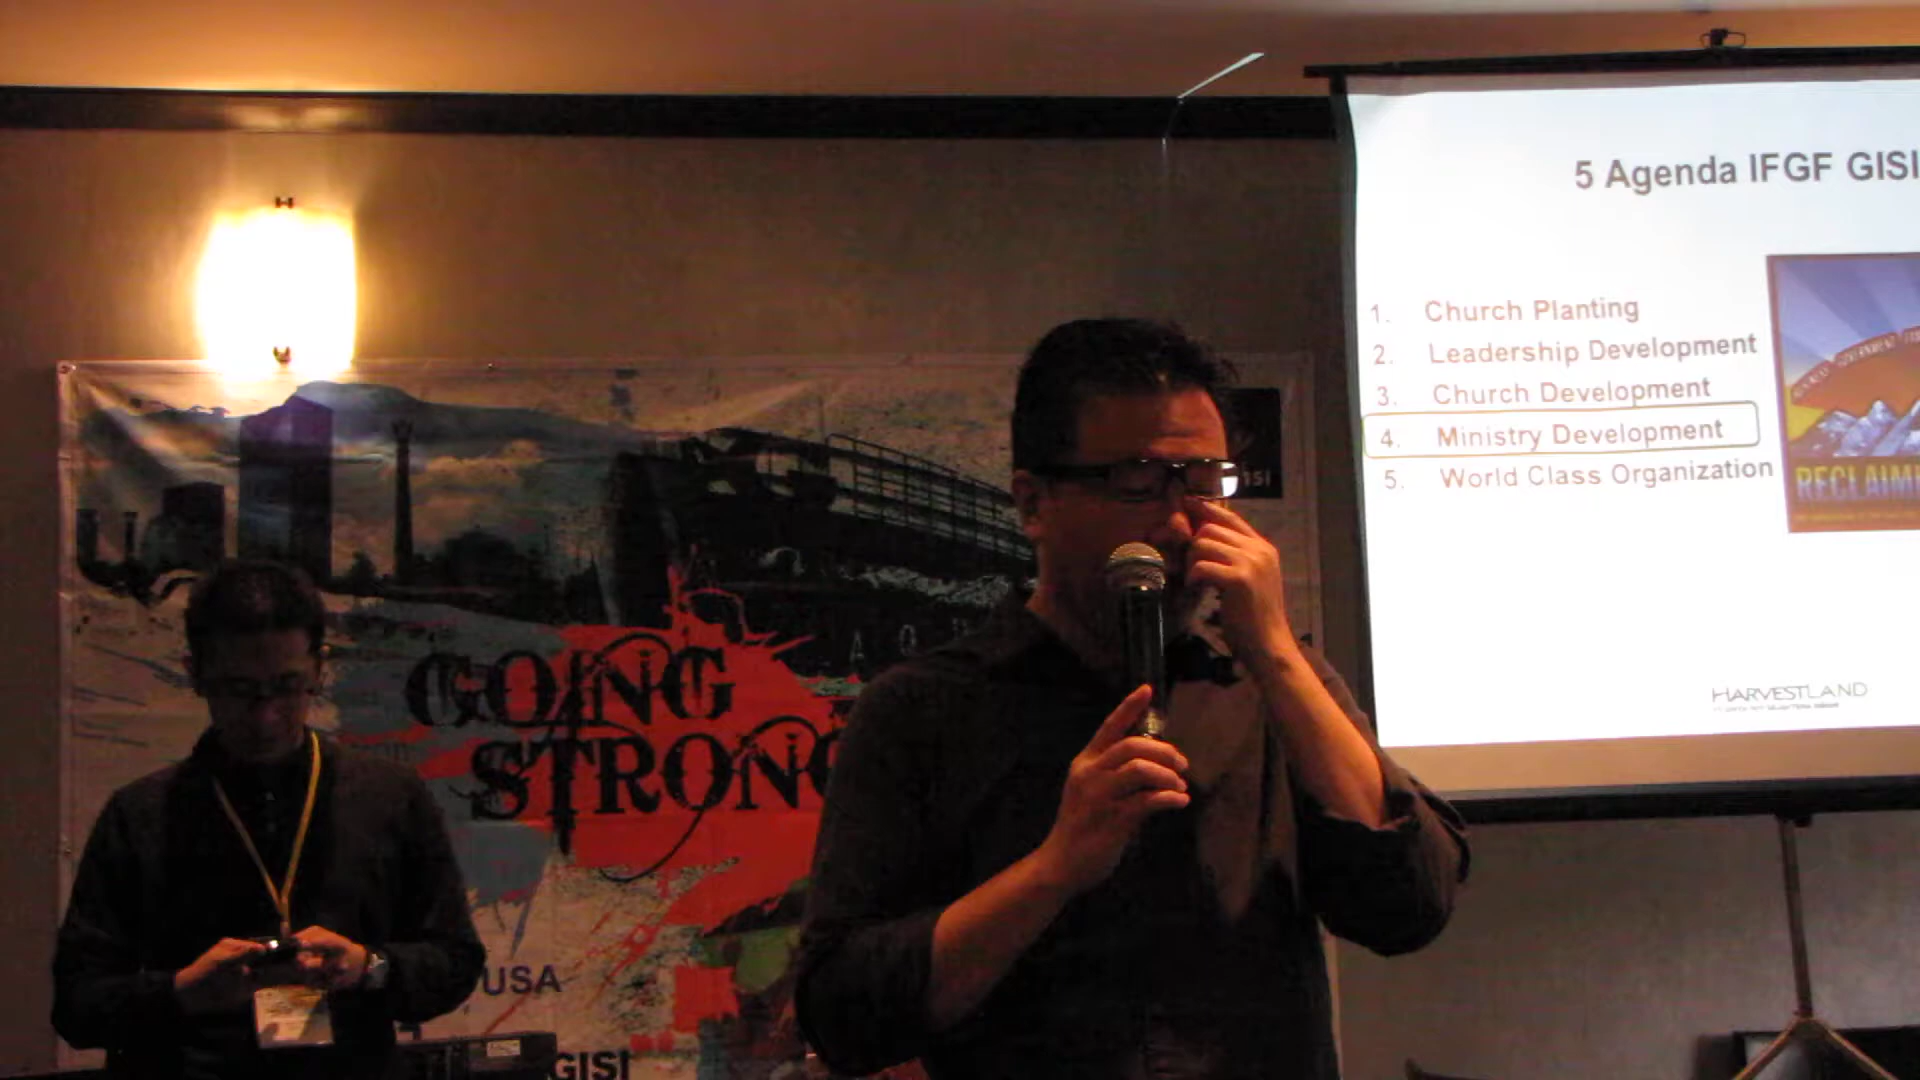 5 Agenda IFGF GISI
1. Church Planting
2. Leadership Development
3. Church Development
4. Ministry Development
5. World Class Organization
RECLAIMI
HARVESTLAND
GOING
STRONG
USA
GISI